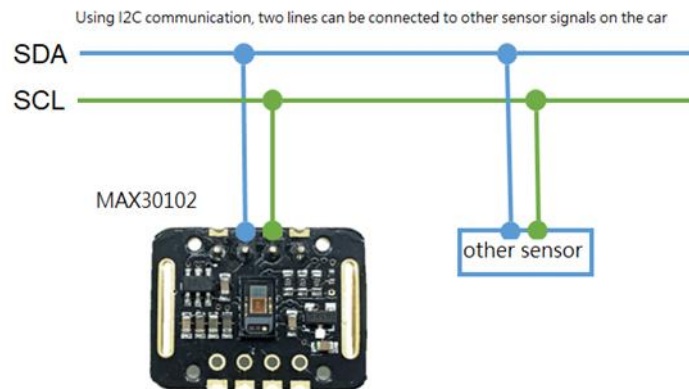 Using I2C communication, two lines can be connected to other sensor signals on the car
SDA
SCL
MAX30102
other sensor